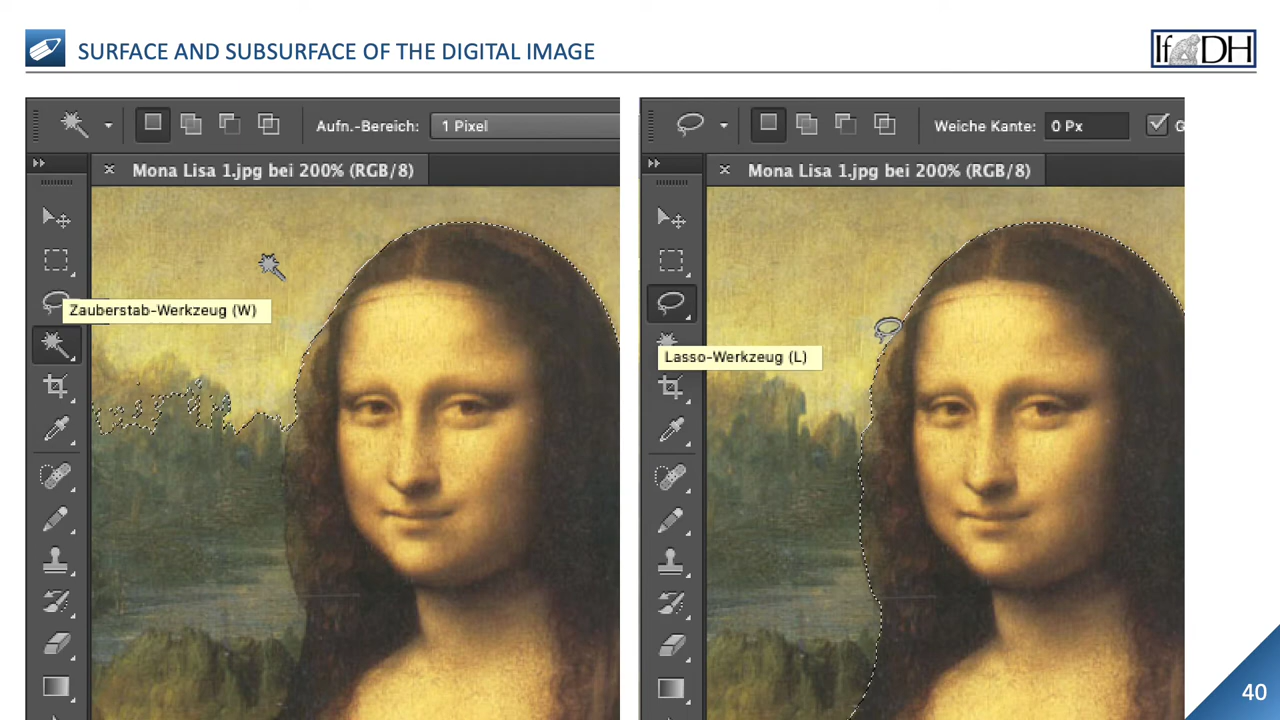 SURFACE AND SUBSURFACE OF THE DIGITAL IMAGE
IfDH
Aufn.-Bereich: 1 Pixel
Mona Lisa 1.jpg bei 200% (RGB/8)
Zauberstab-Werkzeug (W)
Weiche Kante: 0 Px G
Mona Lisa 1.jpg bei 200% (RGB/8)
Lasso-Werkzeug (L)
40